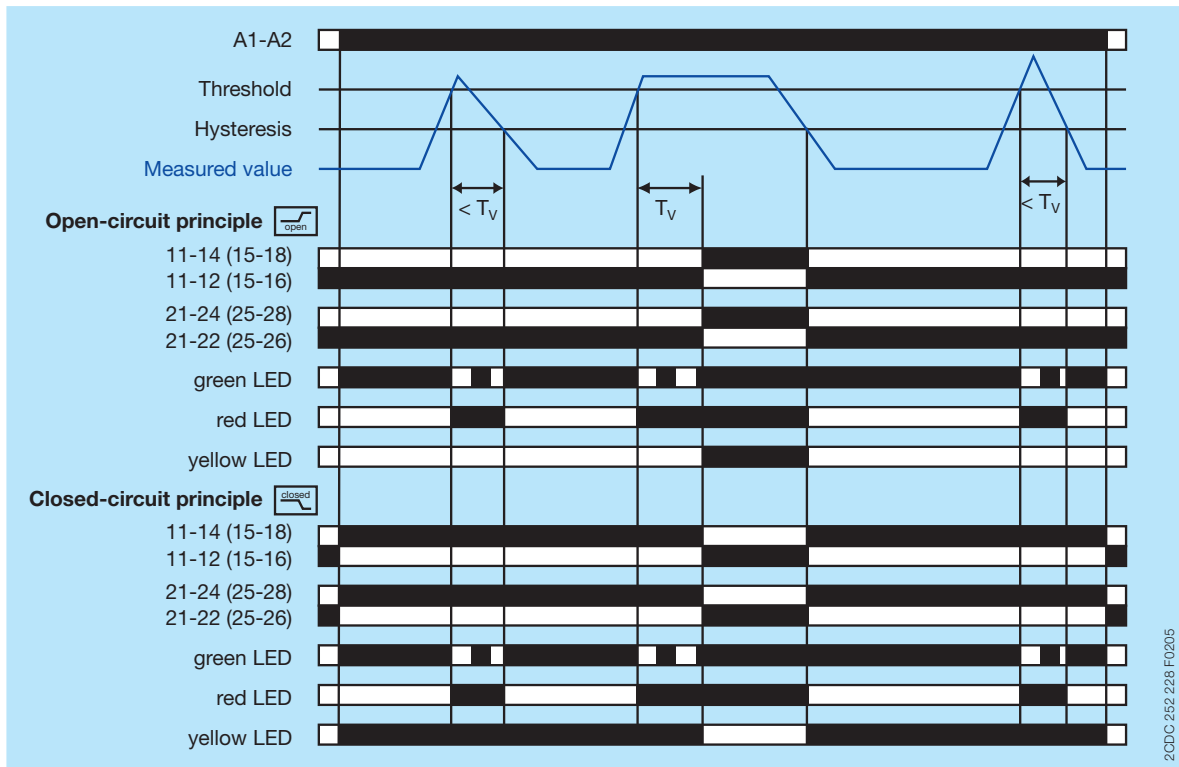 A1-A2
Threshold
Hysteresis
Measured value
< TV
TV
< TV
Open-circuit principle open
11-14 (15-18)
11-12 (15-16)
21-24 (25-28)
21-22 (25-26)
green LED
red LED
yellow LED
Closed-circuit principle closed
11-14 (15-18)
11-12 (15-16)
21-24 (25-28)
21-22 (25-26)
green LED
red LED
yellow LED
2CDC 252 228 F0205